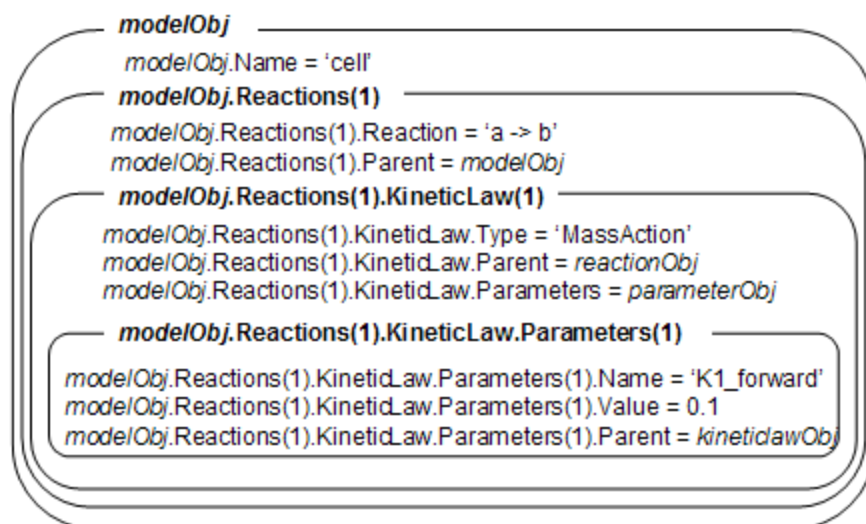 modelObj
modelObj.Name = ‘cell’
modelObj.Reactions(1)
modelObj.Reactions(1).Reaction = ‘a -> b’
modelObj.Reactions(1).Parent = modelObj
modelObj.Reactions(1).KineticLaw(1)
modelObj.Reactions(1).KineticLaw.Type = ‘MassAction’
modelObj.Reactions(1).KineticLaw.Parent = reactionObj
modelObj.Reactions(1).KineticLaw.Parameters = parameterObj
modelObj.Reactions(1).KineticLaw.Parameters(1)
modelObj.Reactions(1).KineticLaw.Parameters(1).Name = ‘K1_forward’
modelObj.Reactions(1).KineticLaw.Parameters(1).Value = 0.1
modelObj.Reactions(1).KineticLaw.Parameters(1).Parent = kineticlawObj